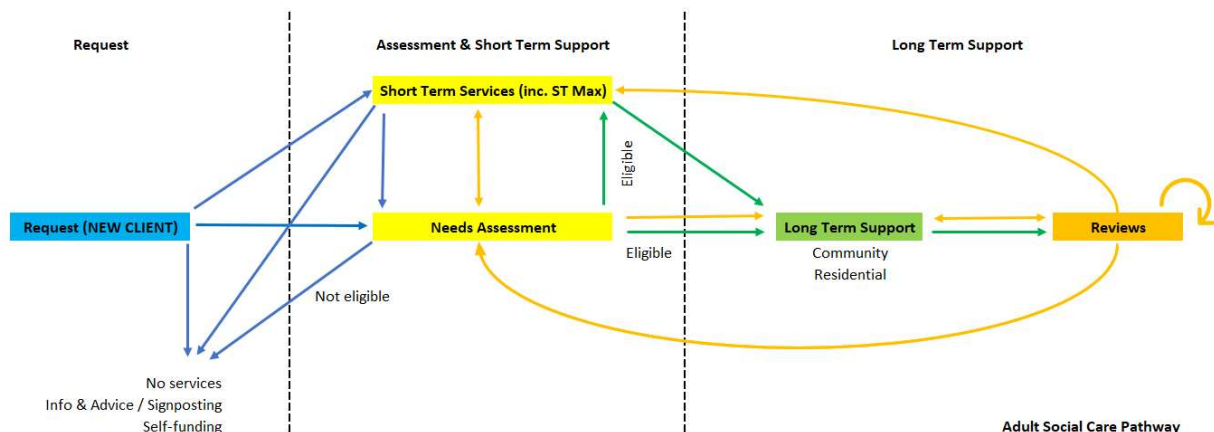 Request
Assessment & Short Term Support
Long Term Support
Short Term Services (inc. ST Max)
Eligible
Request (NEW CLIENT)
Needs Assessment
Eligible
Long Term Support
Community
Residential
Reviews
Not eligible
No services
Info & Advice / Signposting
Self-funding
Adult Social Care Pathway